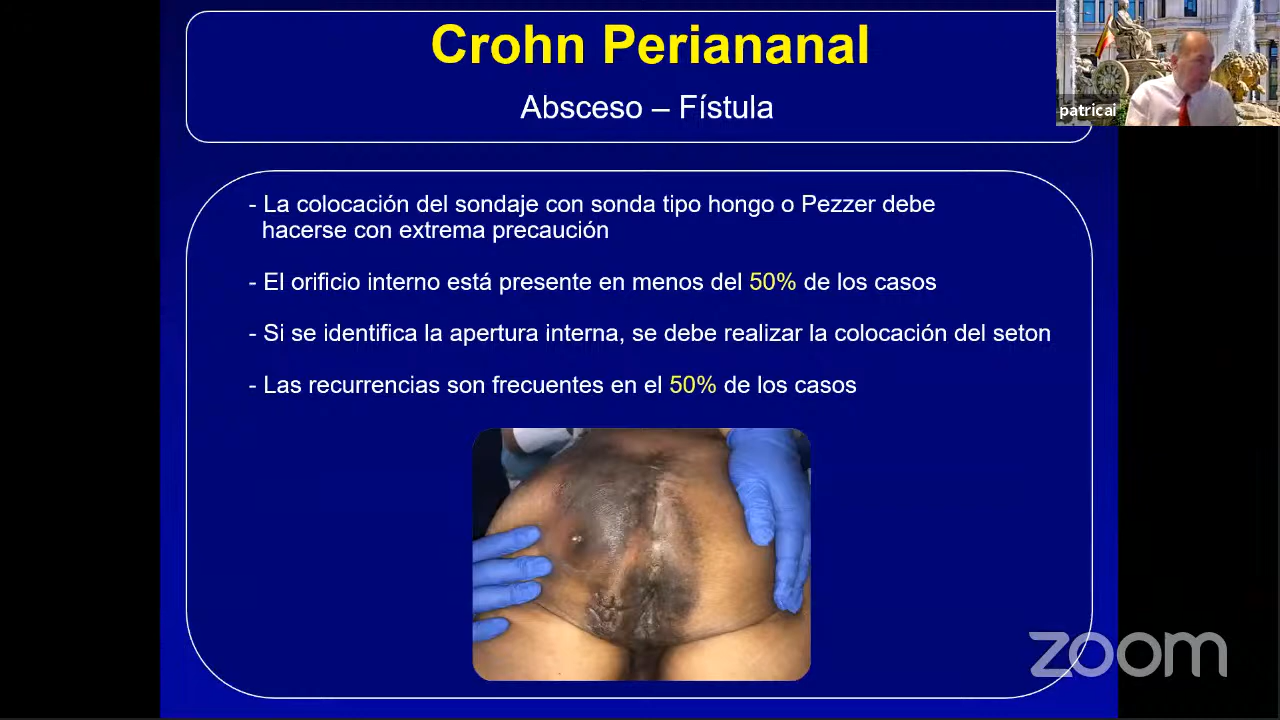 Crohn Periananal
Absceso – Fístula
patricai
- La colocación del sondaje con sonda tipo hongo o Pezzer debe
hacerse con extrema precaución
- El orificio interno está presente en menos del 50% de los casos
- Si se identifica la apertura interna, se debe realizar la colocación del seton
- Las recurrencias son frecuentes en el 50% de los casos
zoom